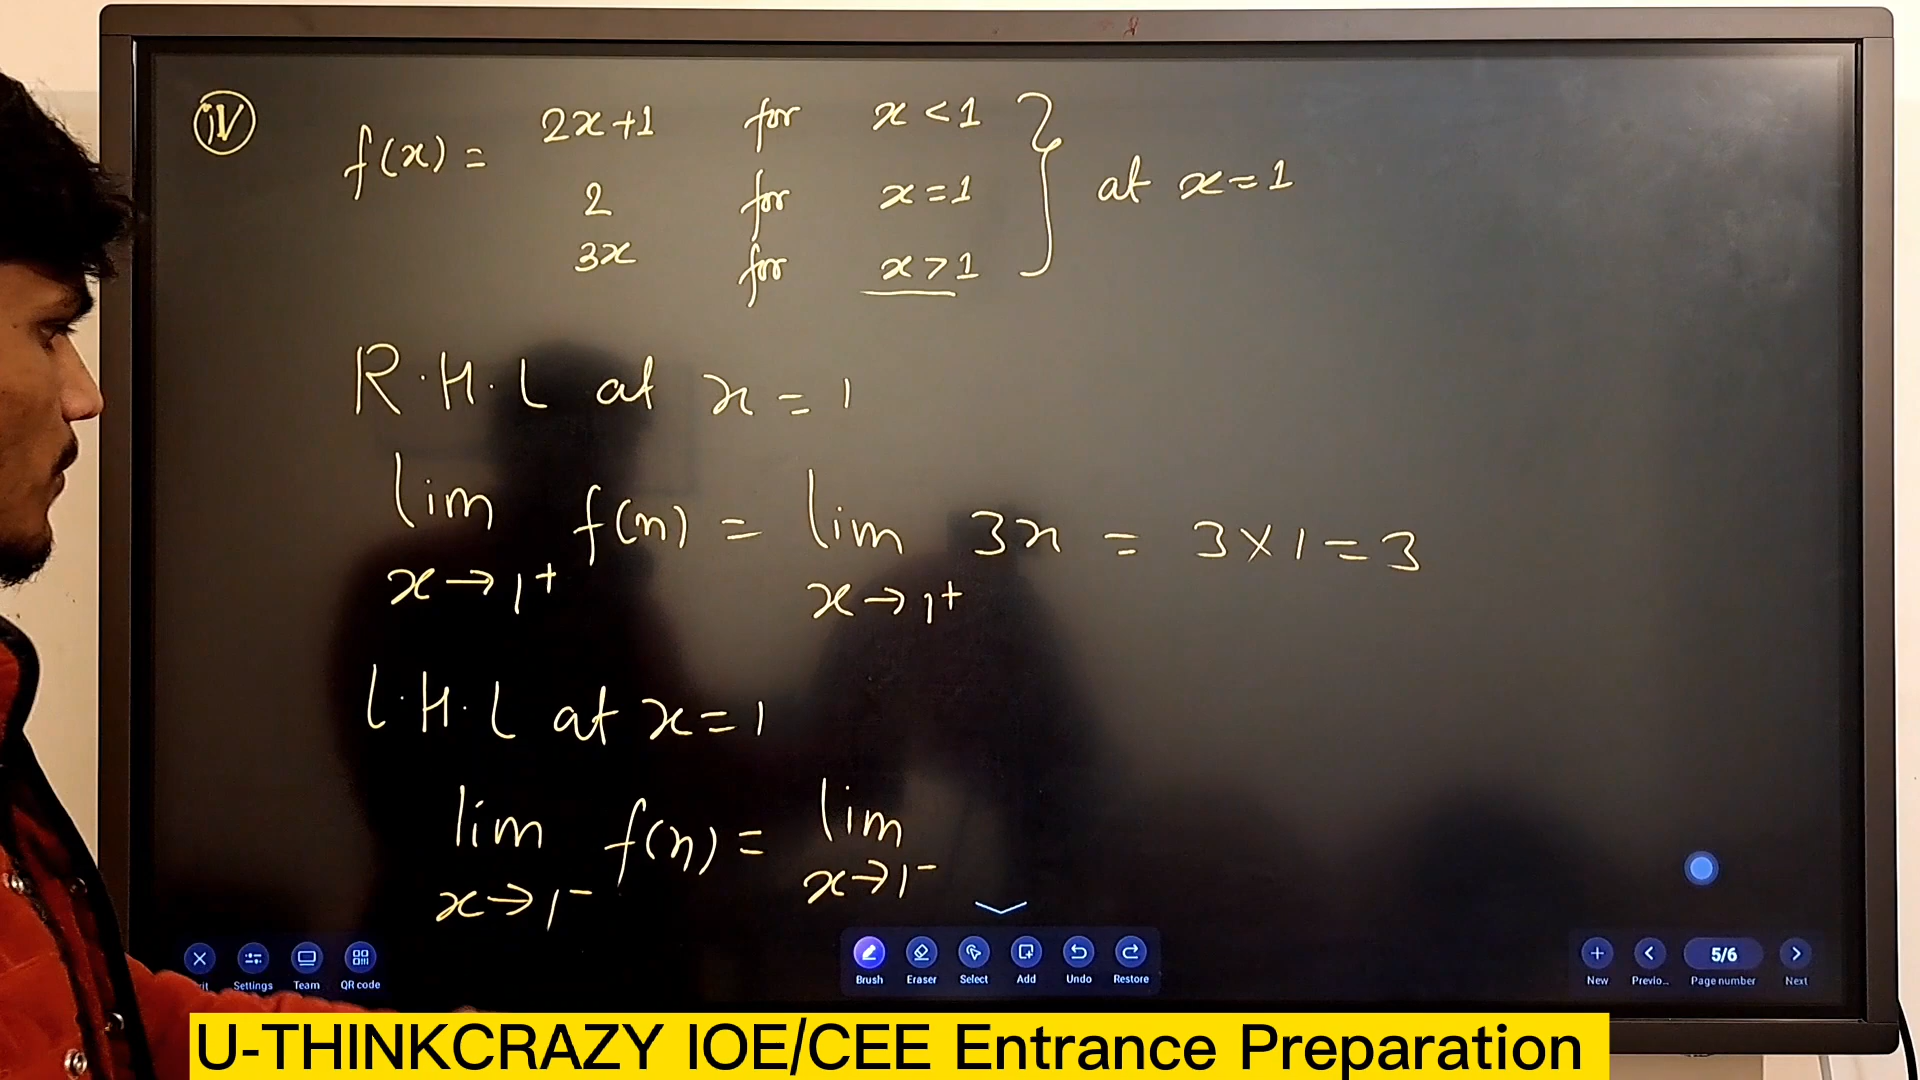 iv
f(x) = 2x+1 for x < 1
2 for x = 1
3x for x > 1
} at x = 1
R.H.L at x = 1
lim x→1+ f(x) = lim x→1+ 3x = 3 × 1 = 3
L.H.L at x = 1
lim x→1- f(x) = lim x→1-
Settings Team QR code Brush Eraser Select Add Undo Restore New Previo... 5/6 Page number Next
U-THINKCRAZY IOE/CEE Entrance Preparation